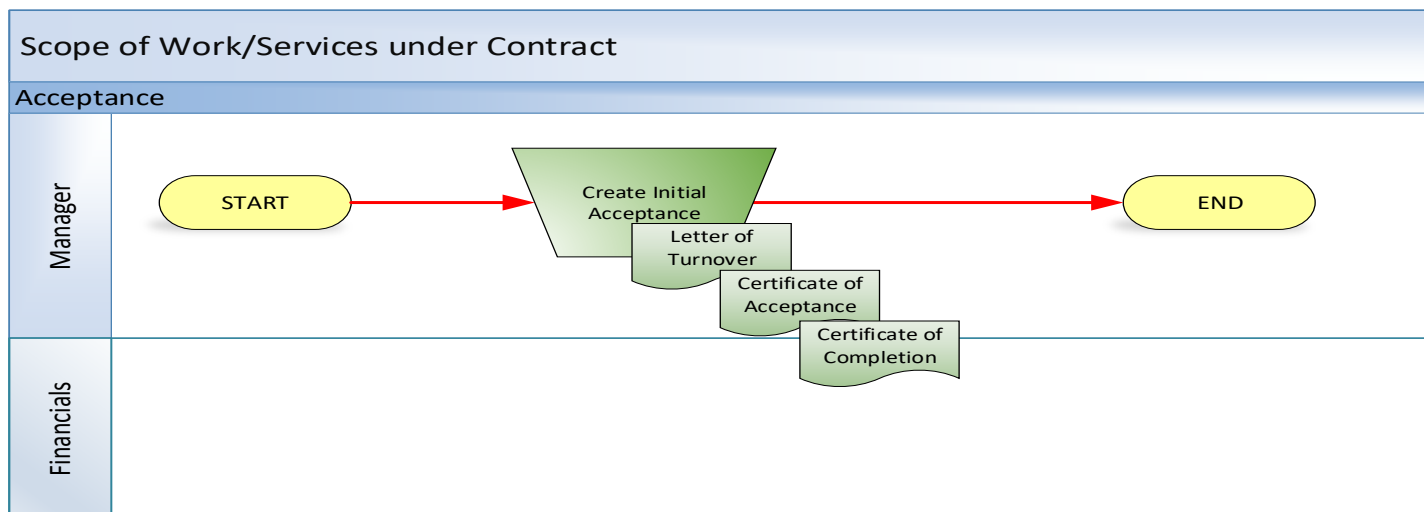 Scope of Work/Services under Contract
Acceptance
Manager
START
Create Initial
Acceptance
Letter of
Turnover
Certificate of
Acceptance
Certificate of
Completion
END
Financials